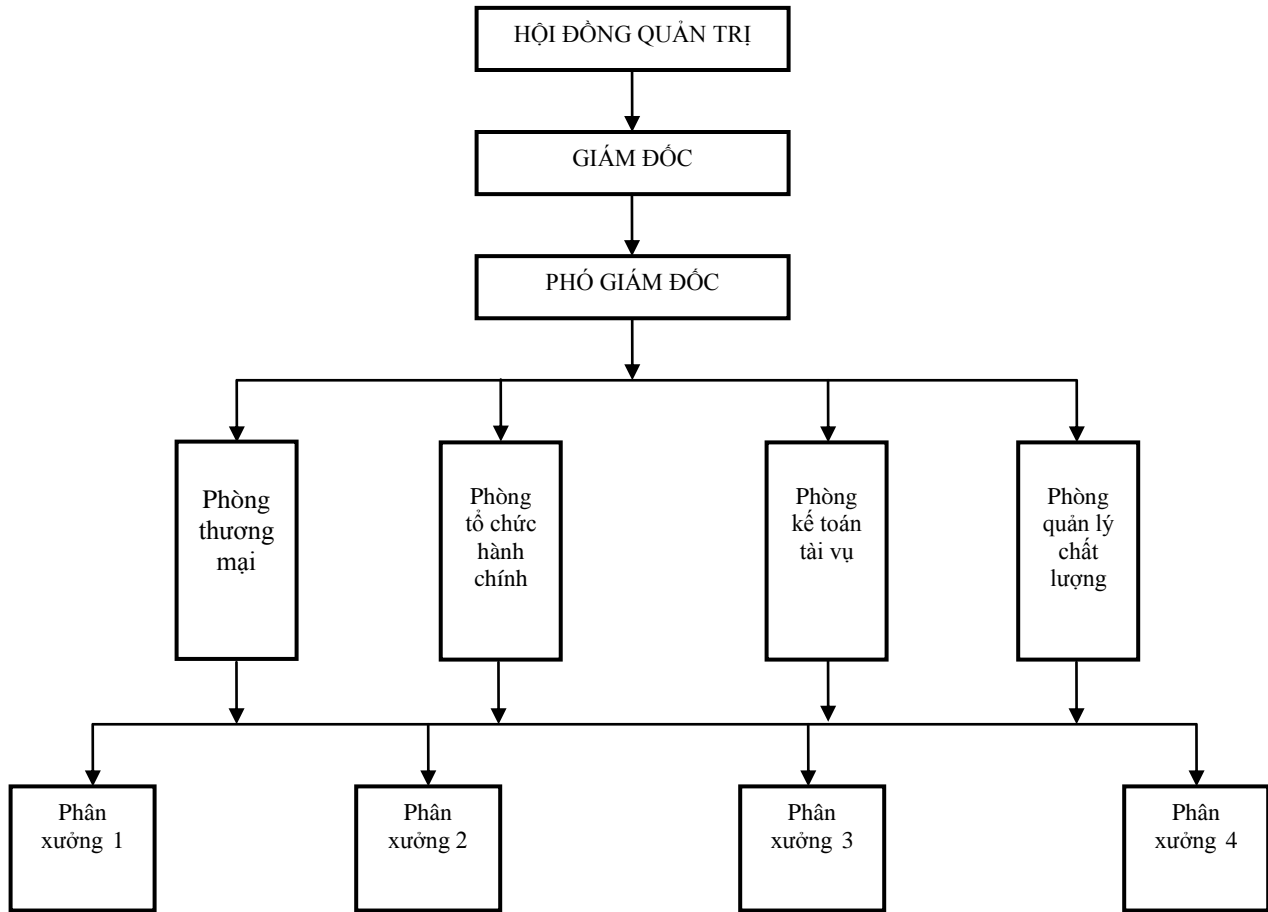 HỘI ĐỒNG QUẢN TRỊ
GIÁM ĐỐC
PHÓ GIÁM ĐỐC
Phòng
thương
mại
Phòng
tổ chức
hành
chính
Phòng
kế toán
tài vụ
Phòng
quản lý
chất
lượng
Phân
xưởng 1
Phân
xưởng 2
Phân
xưởng 3
Phân
xưởng 4